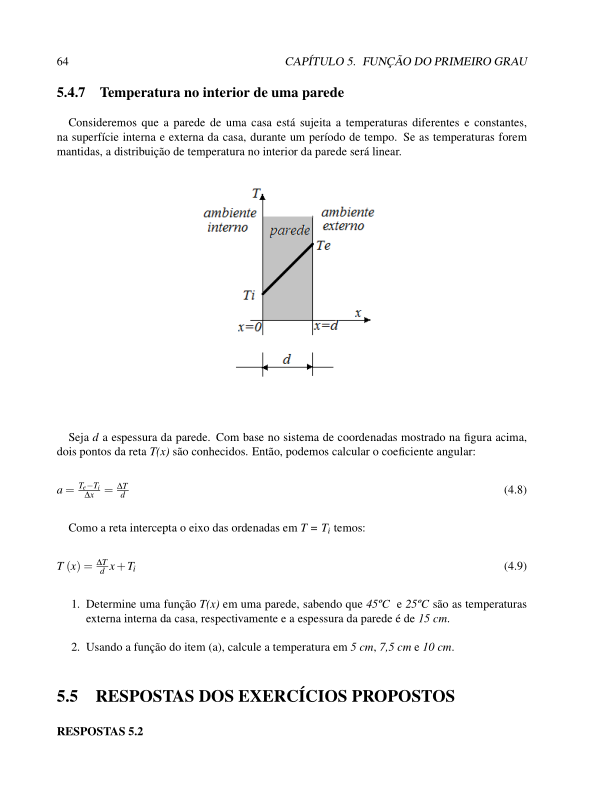 64 CAPÍTULO 5. FUNÇÃO DO PRIMEIRO GRAU
5.4.7 Temperatura no interior de uma parede
Consideremos que a parede de uma casa está sujeita a temperaturas diferentes e constantes,
na superfície interna e externa da casa, durante um período de tempo. Se as temperaturas forem
mantidas, a distribuição de temperatura no interior da parede será linear.
T
ambiente interno
parede
ambiente externo
Te
Ti
x
x=0
x=d
d
Seja d a espessura da parede. Com base no sistema de coordenadas mostrado na figura acima,
dois pontos da reta T(x) são conhecidos. Então, podemos calcular o coeficiente angular:
a = \frac{T_e−T_i}{Δx} = \frac{ΔT}{d} (4.8)
Como a reta intercepta o eixo das ordenadas em T = T_i temos:
T (x) = \frac{ΔT}{d} x + T_i (4.9)
1. Determine uma função T(x) em uma parede, sabendo que 45ºC e 25ºC são as temperaturas
externa interna da casa, respectivamente e a espessura da parede é de 15 cm.
2. Usando a função do item (a), calcule a temperatura em 5 cm, 7,5 cm e 10 cm.
5.5 RESPOSTAS DOS EXERCÍCIOS PROPOSTOS
RESPOSTAS 5.2